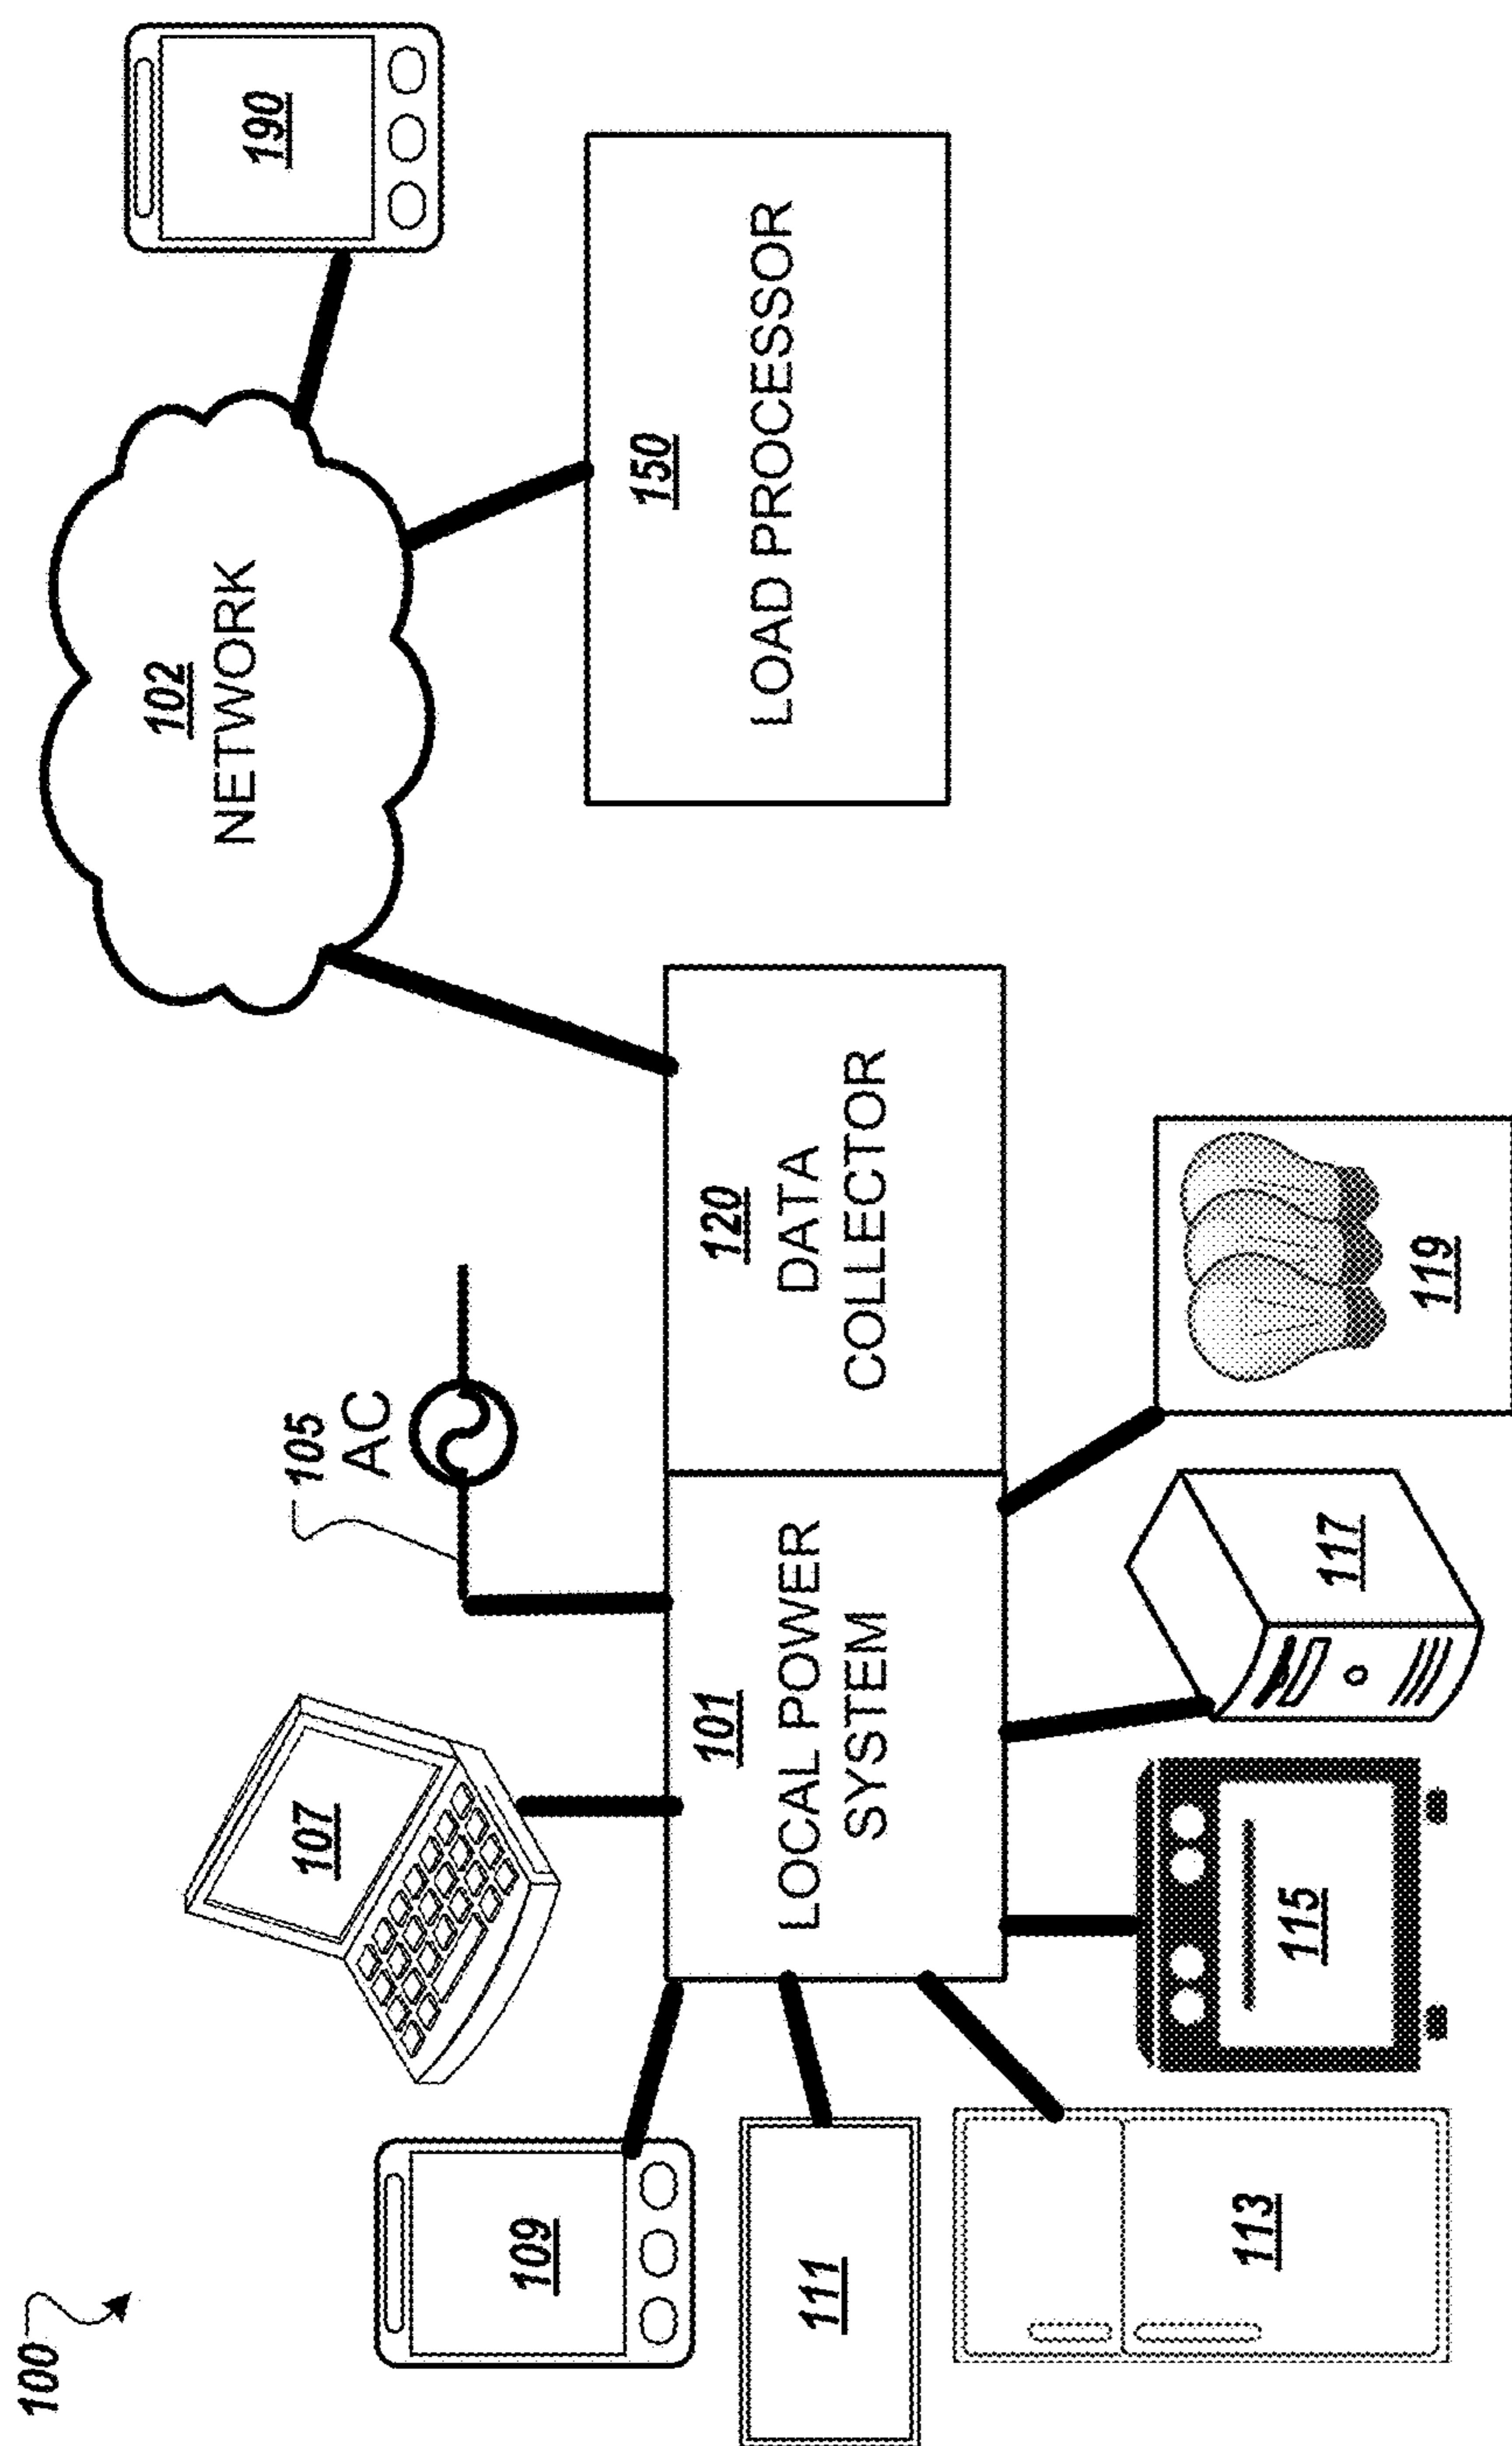 100
105
AC
102
NETWORK
190
107
109
101
LOCAL POWER
SYSTEM
120
DATA
COLLECTOR
150
LOAD PROCESSOR
111
113
115
117
119